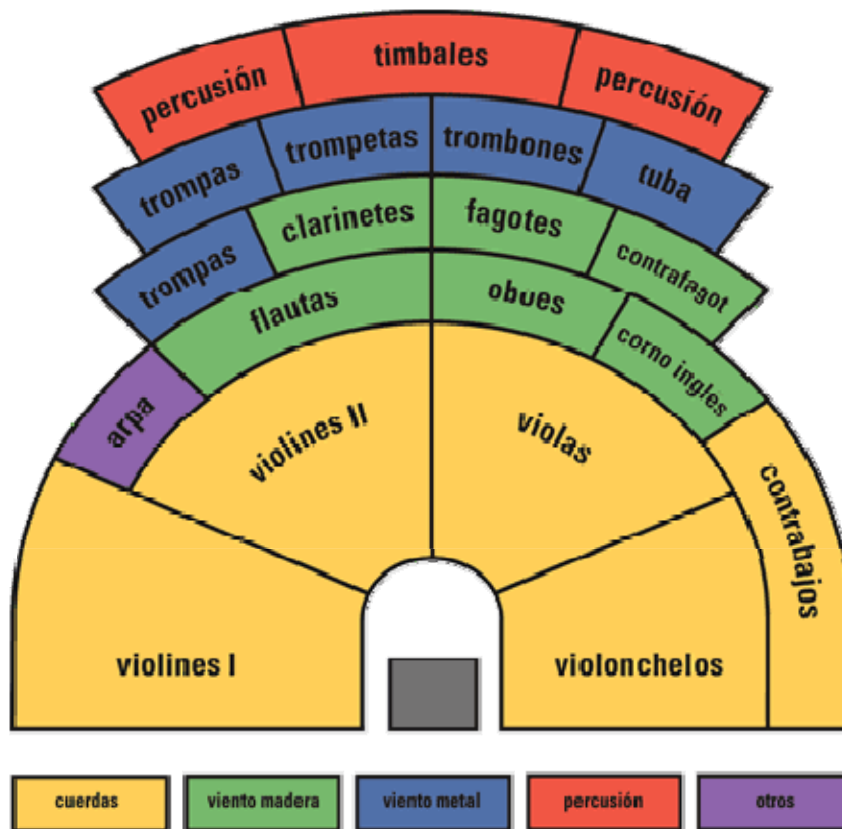 percusión
timbales
percusión
trompas
trompetas
trombones
tuba
trompas
clarinetes
fagotes
contrafagot
flautas
oboes
corno ingles
arpa
violines II
violas
contrabajos
violines I
violonchelos
cuerdas
viento madera
viento metal
percusión
otros